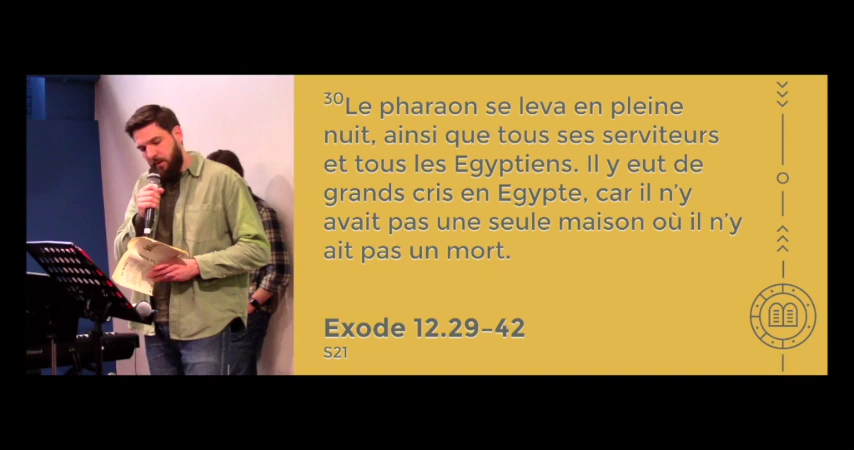 30Le pharaon se leva en pleine
nuit, ainsi que tous ses serviteurs
et tous les Egyptiens. Il y eut de
grands cris en Egypte, car il n’y
avait pas une seule maison où il n’y
ait pas un mort.
Exode 12.29–42
S21